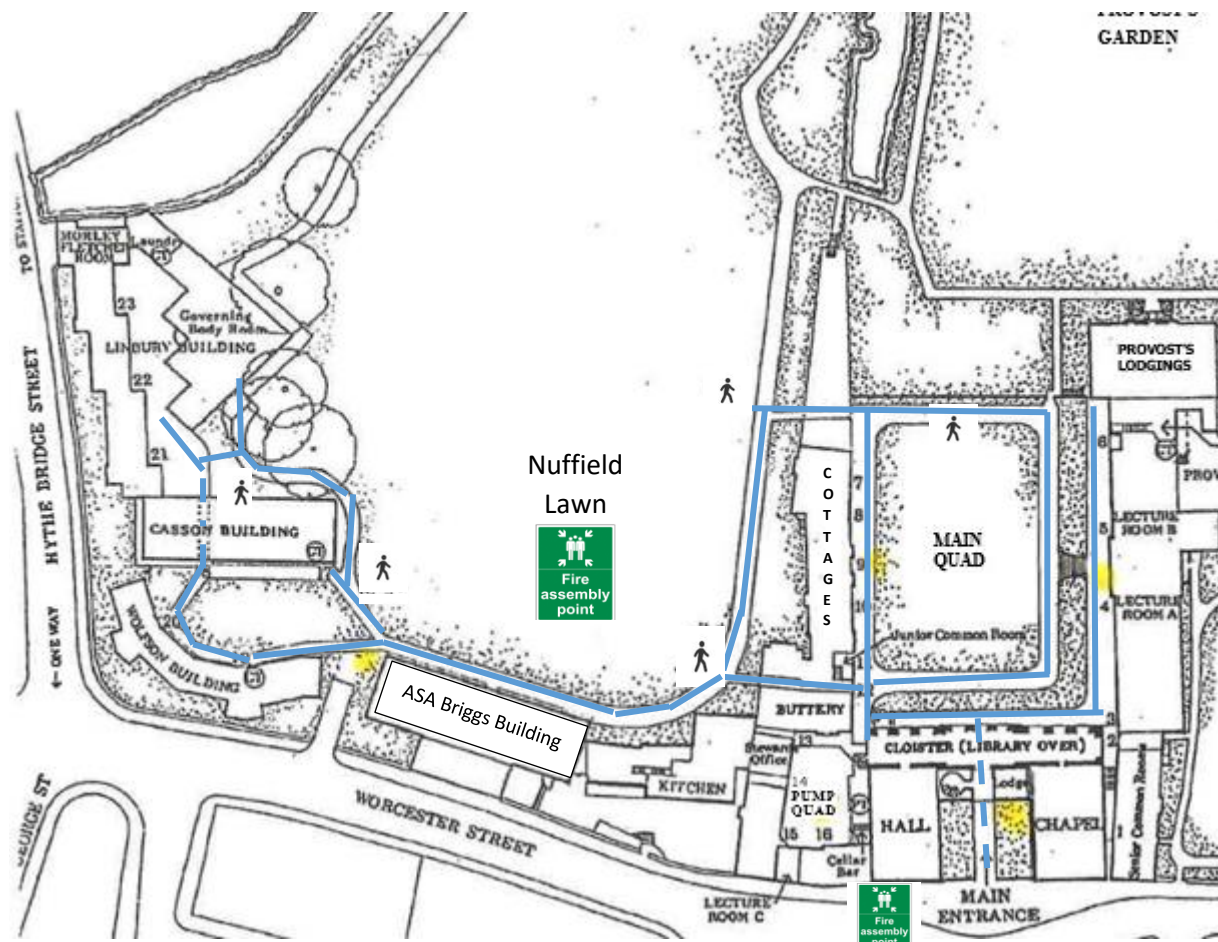 PROVOST'S
GARDEN
TO
MORLEY
FLETCHER
ROOM
Laundry
23
Governing
Body Room
LINBURY BUILDING
22
21
HYTHE BRIDGE STREET
← ONE WAY
CASSON BUILDING
20
WOLFSON BUILDING
Nuffield
Lawn
Fire
assembly
point
ASA Briggs Building
COTTAGES
7
8
9
10
11
MAIN
QUAD
Junior Common Room
PROVOST'S
LODGINGS
6
PROV
5
LECTURE
ROOM B
4
LECTURE
ROOM A
3
2
1
BUTTERY
13
Steward's
Office
CLOISTER (LIBRARY OVER)
KITCHEN
14
PUMP
QUAD
15
16
HALL
Lodge
CHAPEL
Senior Common Rooms
Cellar
Bar
WORCESTER STREET
GEORGE ST
LECTURE
ROOM C
MAIN
ENTRANCE
Fire
assembly
point